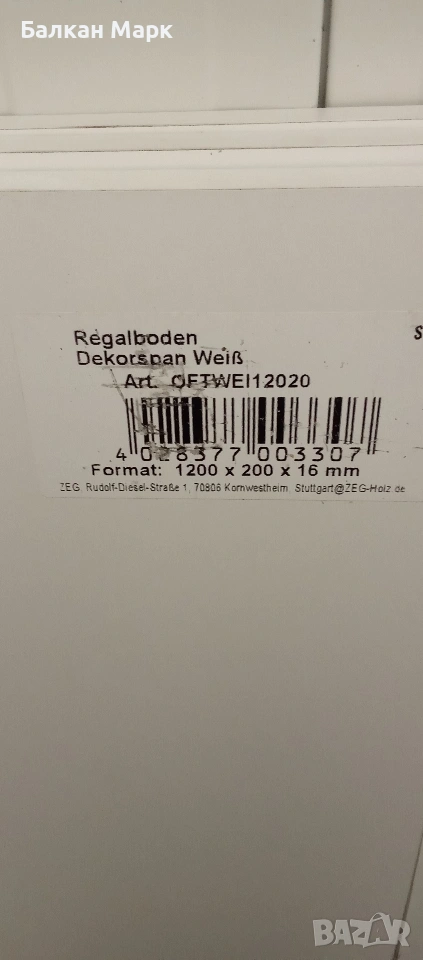 Балкан Марк
Regalboden
Dekorspan Weiß
Art. OFTWEI12020
4 028377 003307
Format: 1200 x 200 x 16 mm
ZEG, Rudolf-Diesel-Straße 1, 70806 Kornwestheim Stuttgart@ZEG-Holz.de
S
BAZAR